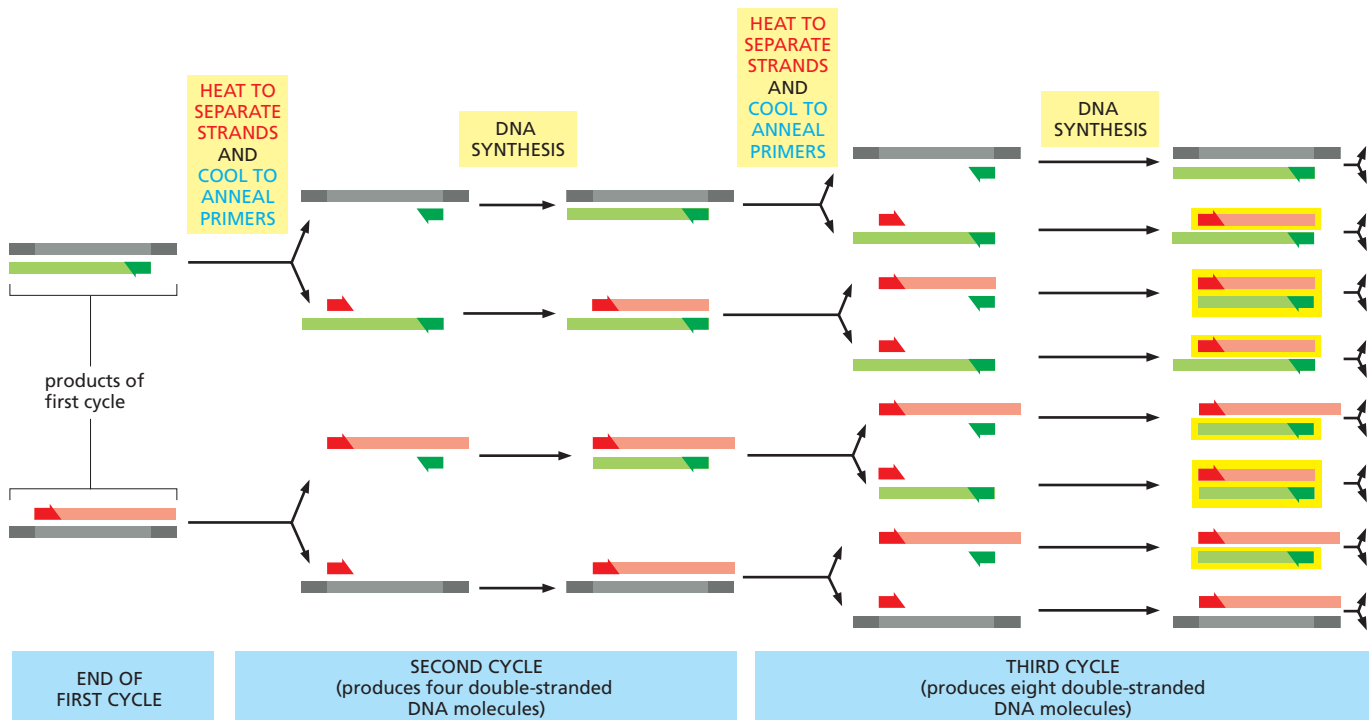 HEAT TO
SEPARATE
STRANDS
AND
COOL TO
ANNEAL
PRIMERS
DNA
SYNTHESIS
HEAT TO
SEPARATE
STRANDS
AND
COOL TO
ANNEAL
PRIMERS
DNA
SYNTHESIS
products of
first cycle
END OF
FIRST CYCLE
SECOND CYCLE
(produces four double-stranded
DNA molecules)
THIRD CYCLE
(produces eight double-stranded
DNA molecules)